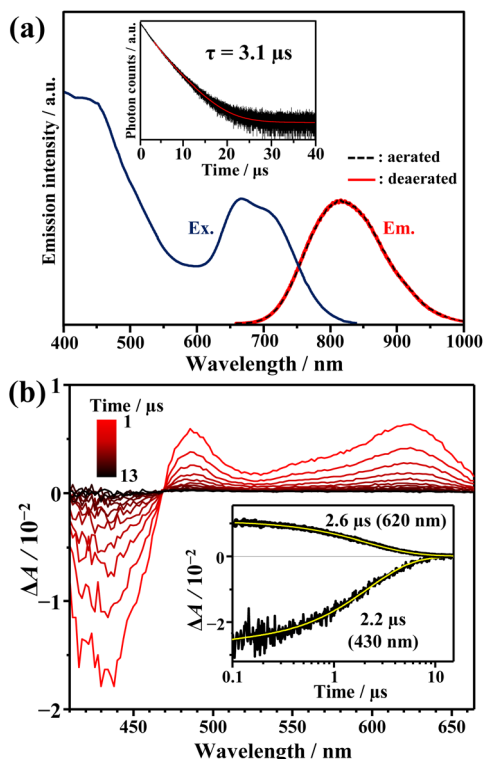 (a)
Photon counts / a.u.
τ = 3.1 μs
0 10 20 30 40
Time / μs
Emission intensity / a.u.
: aerated
: deaerated
Ex.
Em.
400 500 600 700 800 900 1000
Wavelength / nm
(b)
Time / μs
1
13
1
0
−1
−2
ΔA / 10⁻²
2.6 μs (620 nm)
0
−2
ΔA / 10⁻²
2.2 μs
(430 nm)
0.1 1 10
Time / μs
450 500 550 600 650
Wavelength / nm